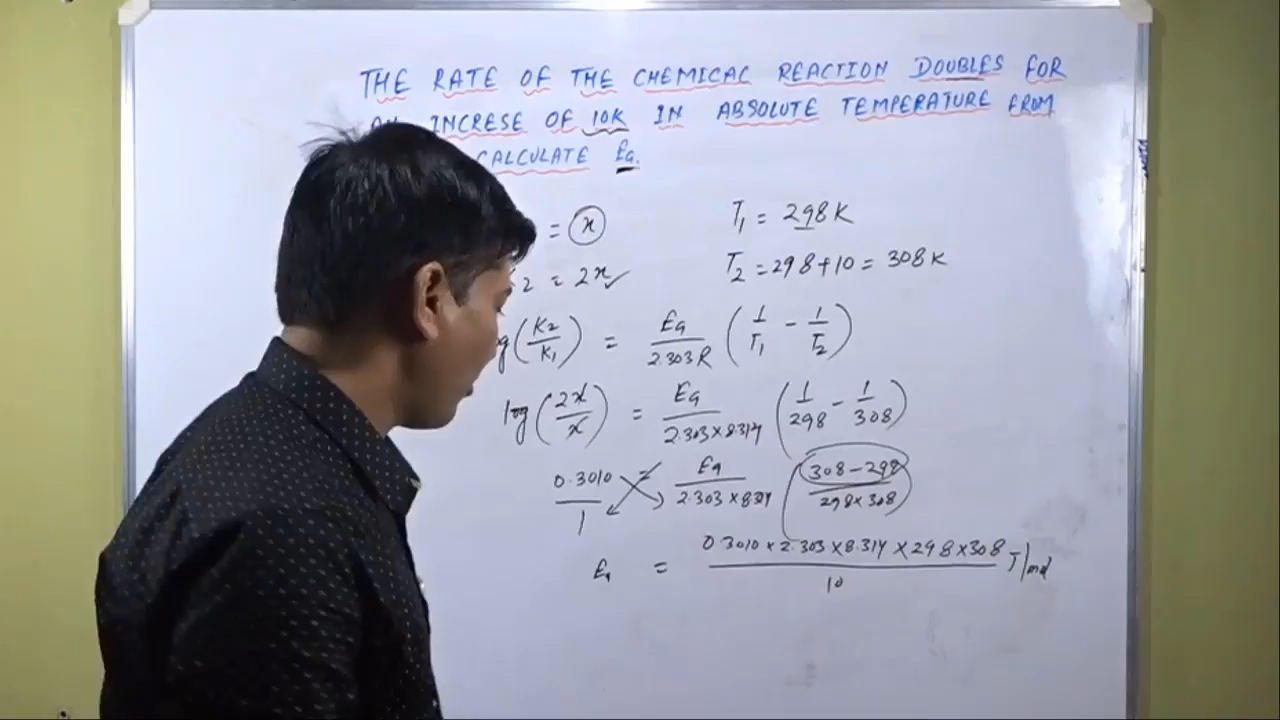 THE RATE OF THE CHEMICAL REACTION DOUBLES FOR
AN INCRESE OF 10K IN ABSOLUTE TEMPERATURE FROM
CALCULATE Ea.
= x T1 = 298K
2 = 2x T2 = 298+10 = 308K
g(K2/K1) = Ea/2.303R (1/T1 - 1/T2)
log(2x/x) = Ea/2.303×8.314 (1/298 - 1/308)
0.3010/1 = Ea/2.303×8.314 (308-298/298×308)
Ea = 0.3010×2.303×8.314×298×308/10 J/mol